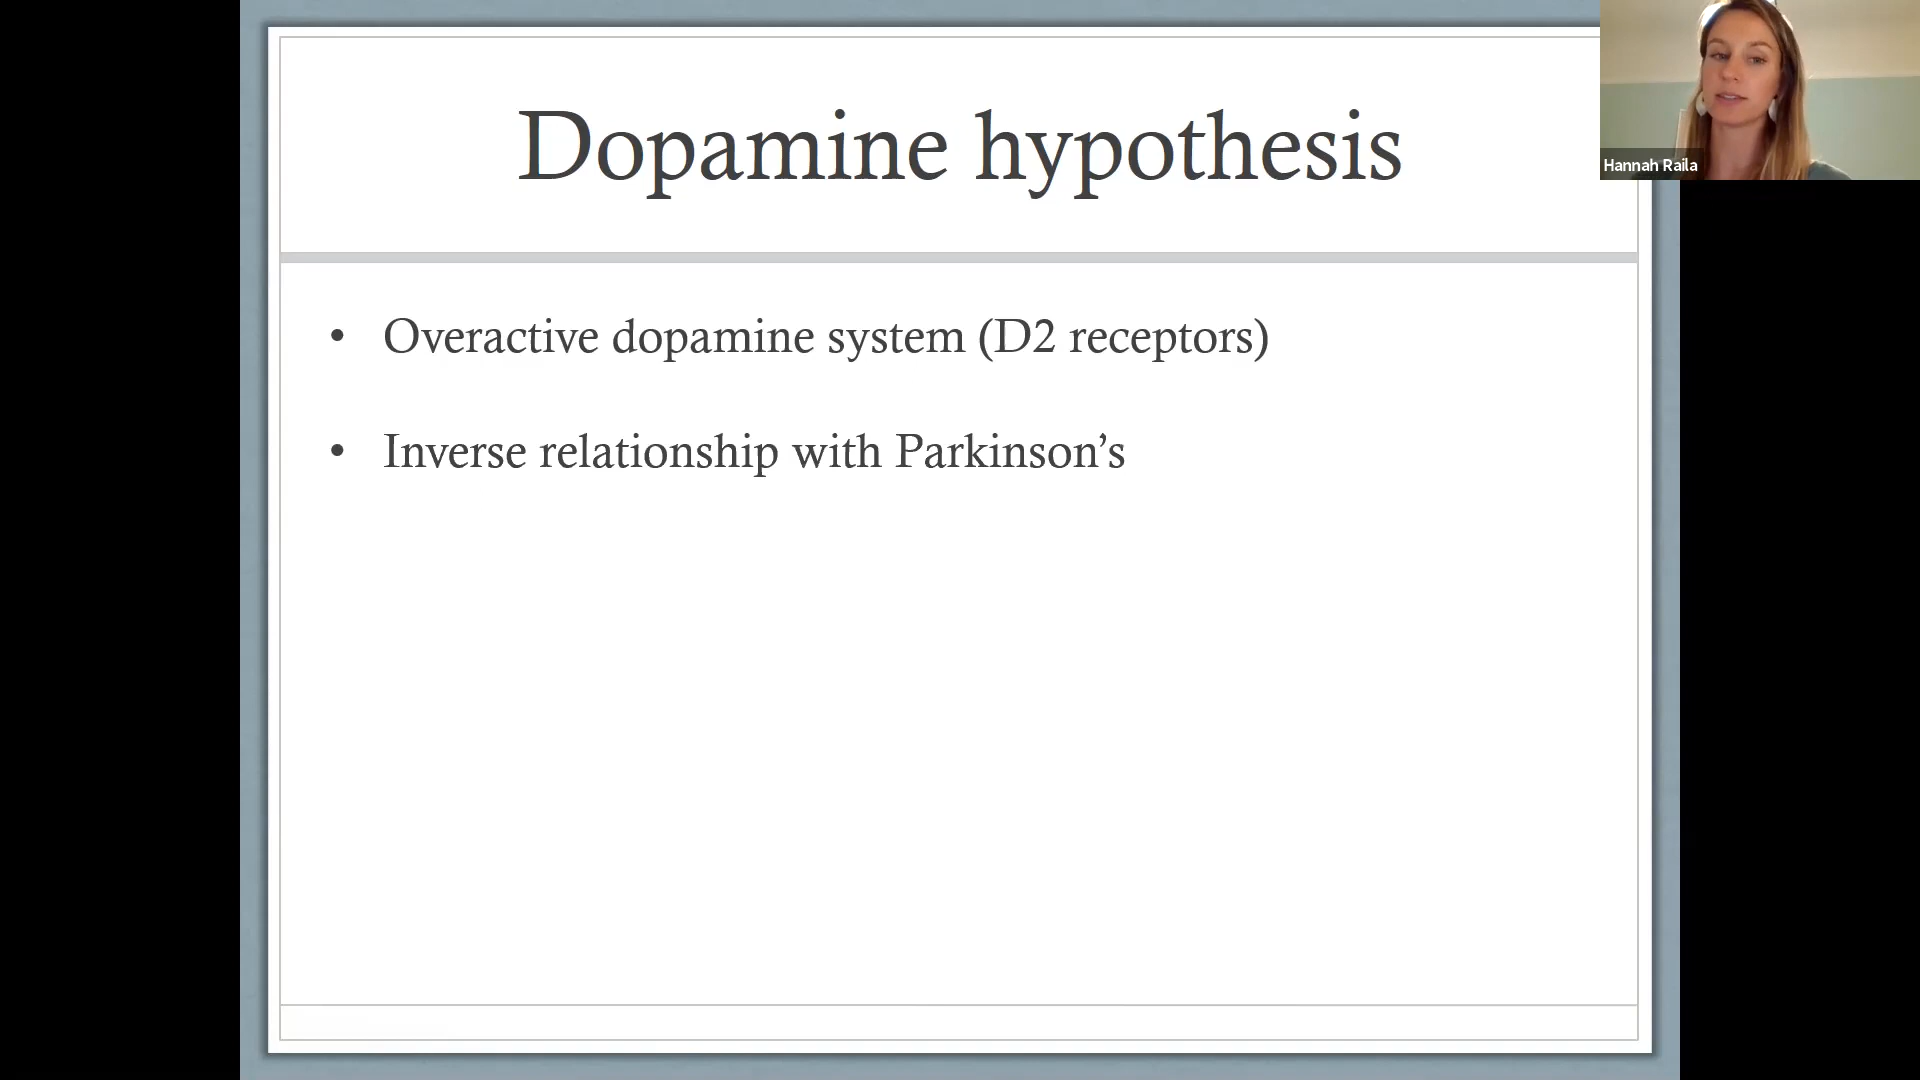 Dopamine hypothesis
Hannah Raila
• Overactive dopamine system (D2 receptors)
• Inverse relationship with Parkinson’s